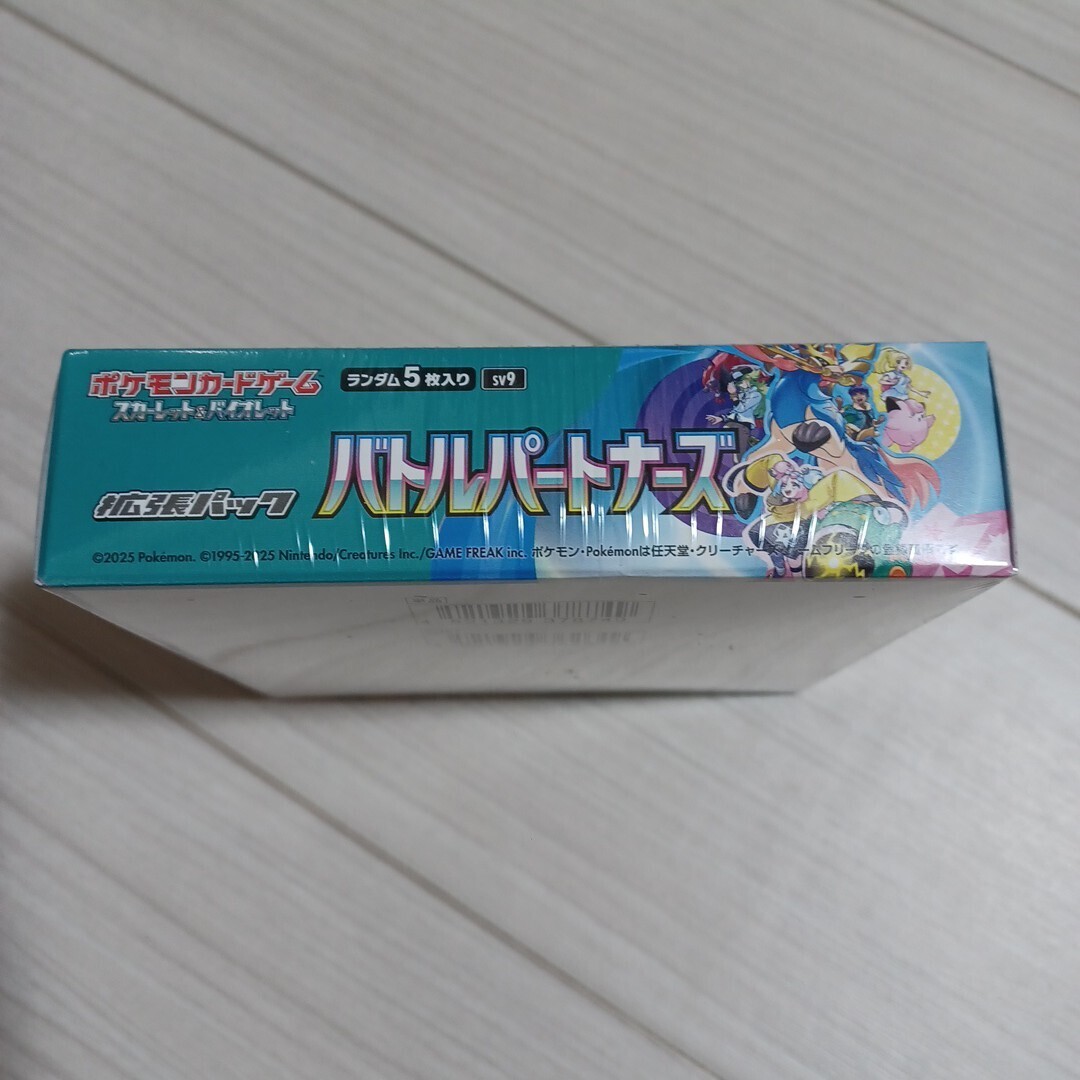 ポケモンカードゲーム
スカーレット&バイオレット
ランダム5枚入り SV9
拡張パック
バトルパートナーズ
©2025 Pokémon. ©1995-2025 Nintendo/Creatures Inc./GAME FREAK inc. ポケモン・Pokémonは任天堂・クリーチャーズ・ゲームフリークの登録商標です